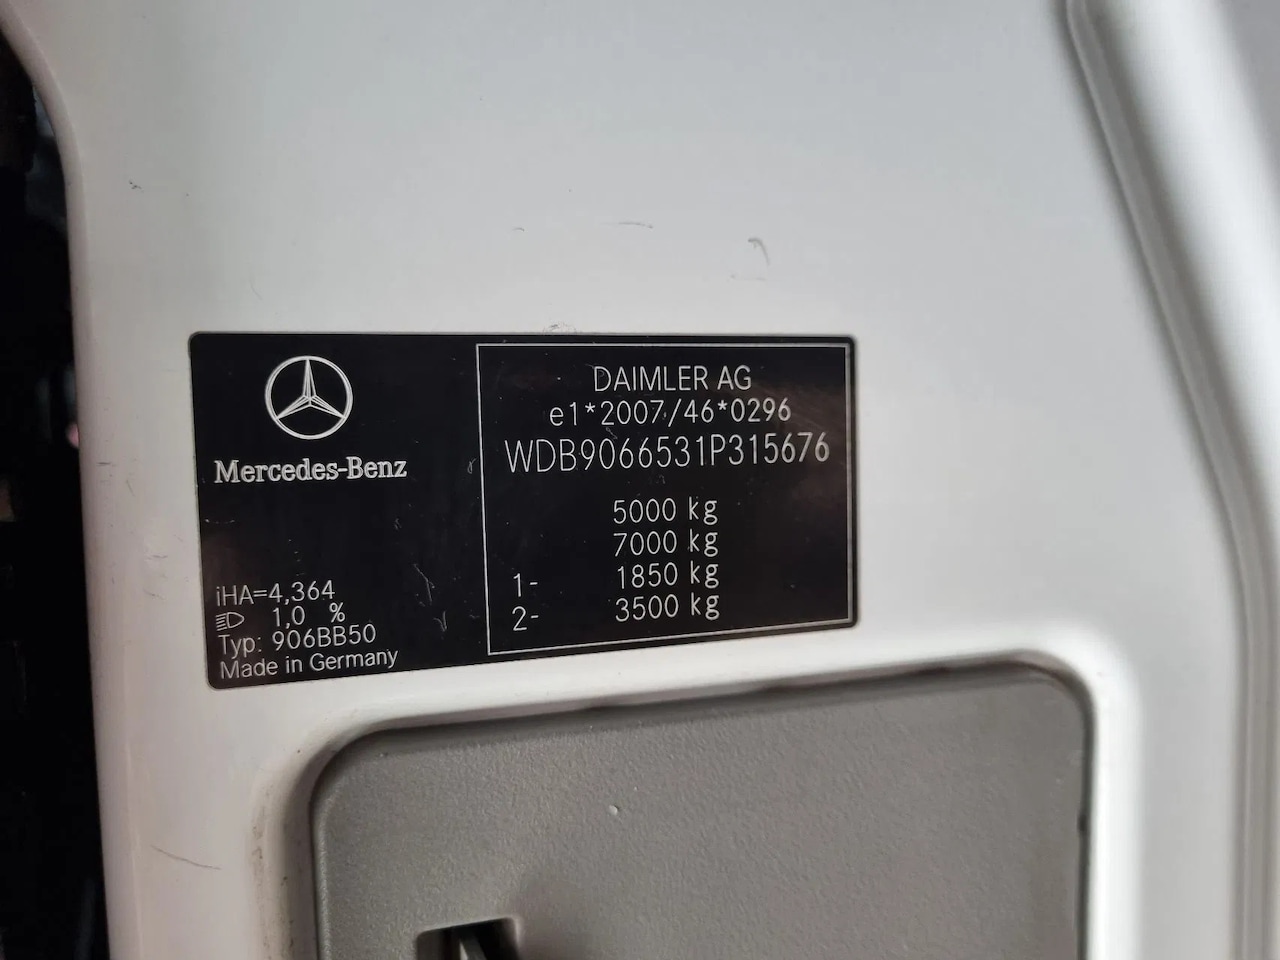 Mercedes-Benz
iHA=4,364
1,0 %
Typ: 906BB50
Made in Germany
DAIMLER AG
e1*2007/46*0296
WDB9066531P315676
5000 kg
7000 kg
1- 1850 kg
2- 3500 kg